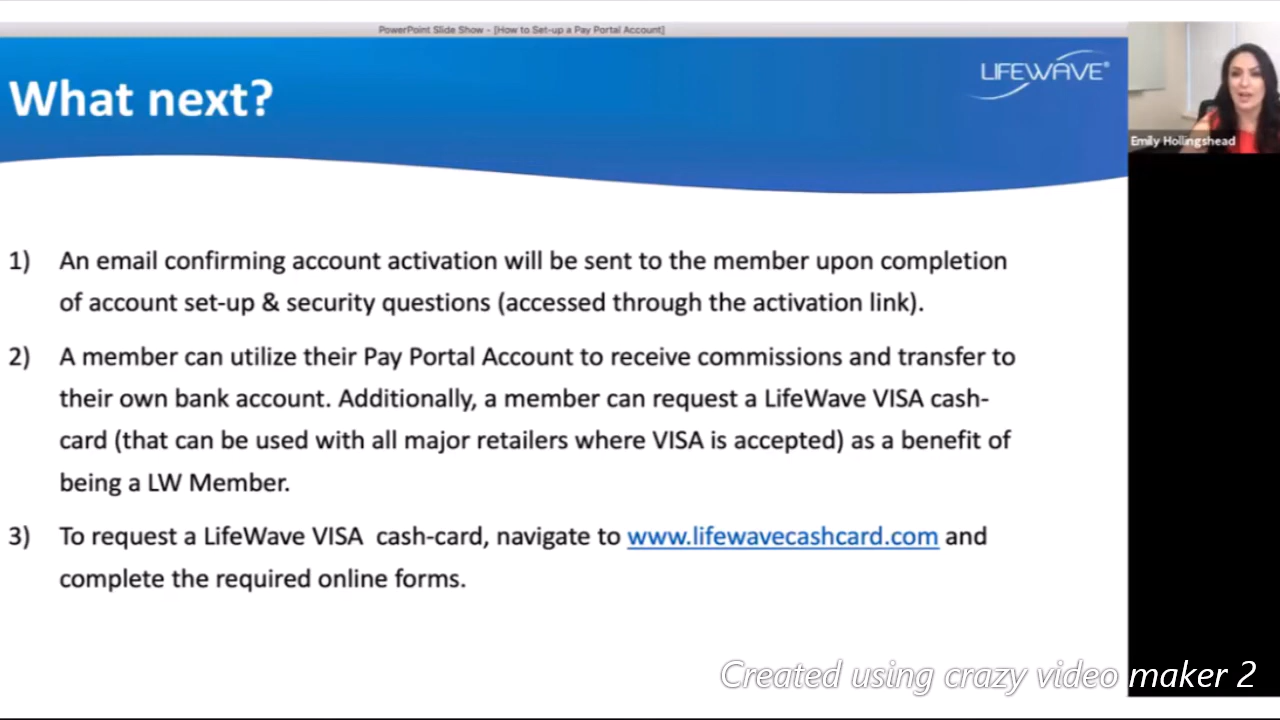 PowerPoint Slide Show - [How to Set-up a Pay Portal Account]
What next?
LIFEWAVE®
Emily Hollingshead
1) An email confirming account activation will be sent to the member upon completion
of account set-up & security questions (accessed through the activation link).
2) A member can utilize their Pay Portal Account to receive commissions and transfer to
their own bank account. Additionally, a member can request a LifeWave VISA cash-
card (that can be used with all major retailers where VISA is accepted) as a benefit of
being a LW Member.
3) To request a LifeWave VISA  cash-card, navigate to www.lifewavecashcard.com and
complete the required online forms.
Created using crazy video maker 2